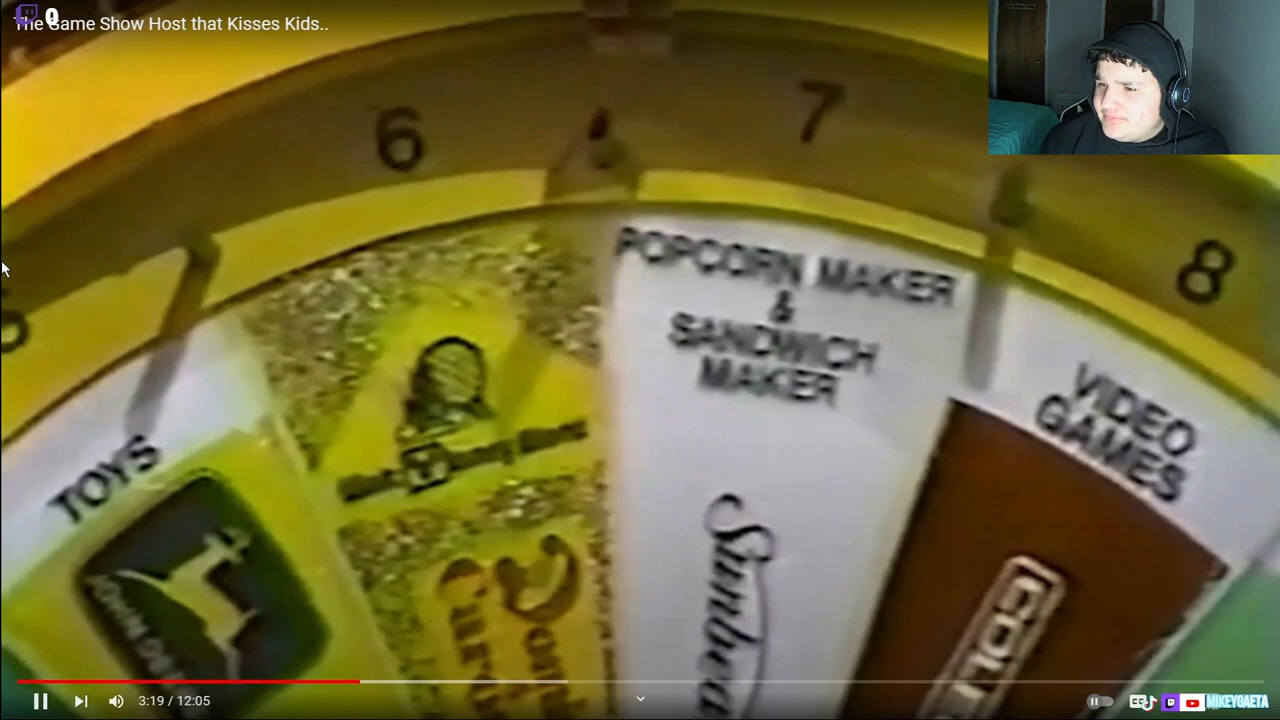 The Game Show Host that Kisses Kids..
0
6
7
8
POPCORN MAKER
&
SANDWICH
MAKER
VIDEO
GAMES
TOYS
3:19 / 12:05
MIKEYGAETA